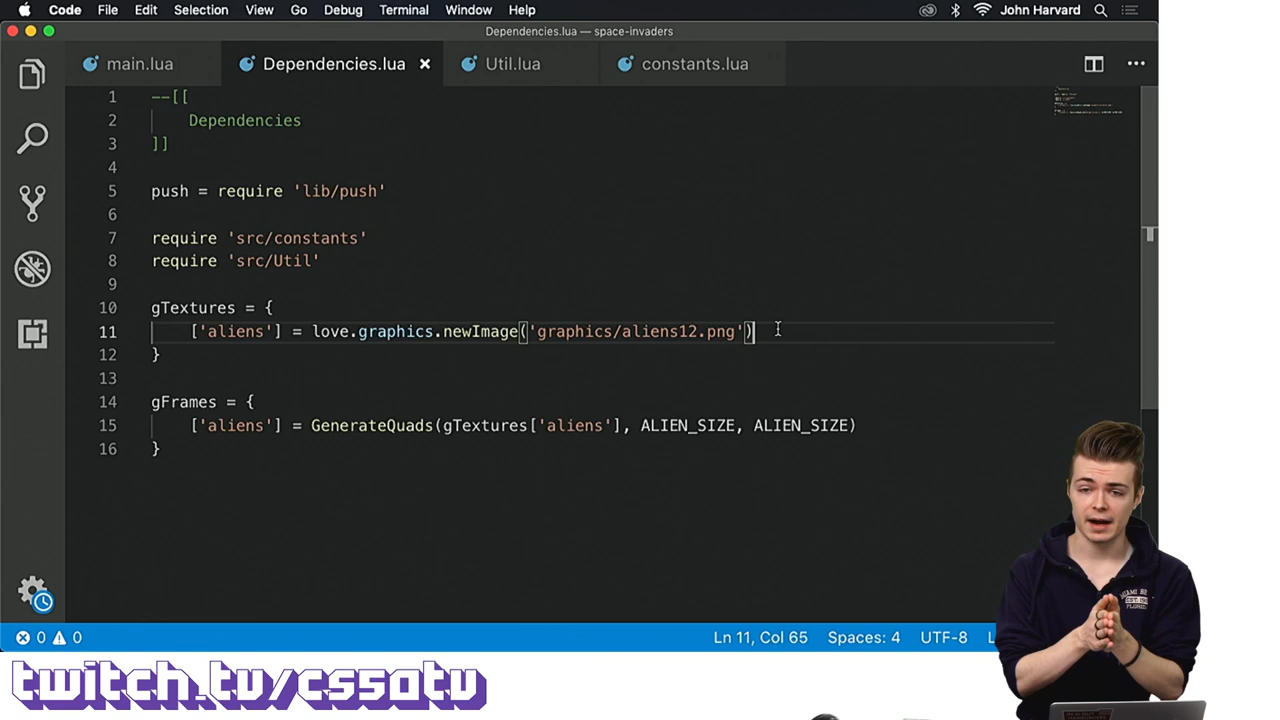 Code File Edit Selection View Go Debug Terminal Window Help John Harvard
Dependencies.lua — space-invaders
main.lua Dependencies.lua Util.lua constants.lua
1 --[[
2 Dependencies
3 ]]
4
5 push = require 'lib/push'
6
7 require 'src/constants'
8 require 'src/Util'
9
10 gTextures = {
11 ['aliens'] = love.graphics.newImage('graphics/aliens12.png')
12 }
13
14 gFrames = {
15 ['aliens'] = GenerateQuads(gTextures['aliens'], ALIEN_SIZE, ALIEN_SIZE)
16 }
0 0 Ln 11, Col 65 Spaces: 4 UTF-8 L
MIAMI BE
EST.
FLORID
twitch.tv/cs50tv